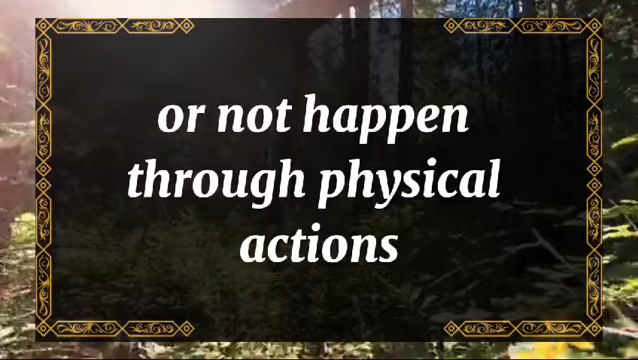 or not happen
through physical
actions